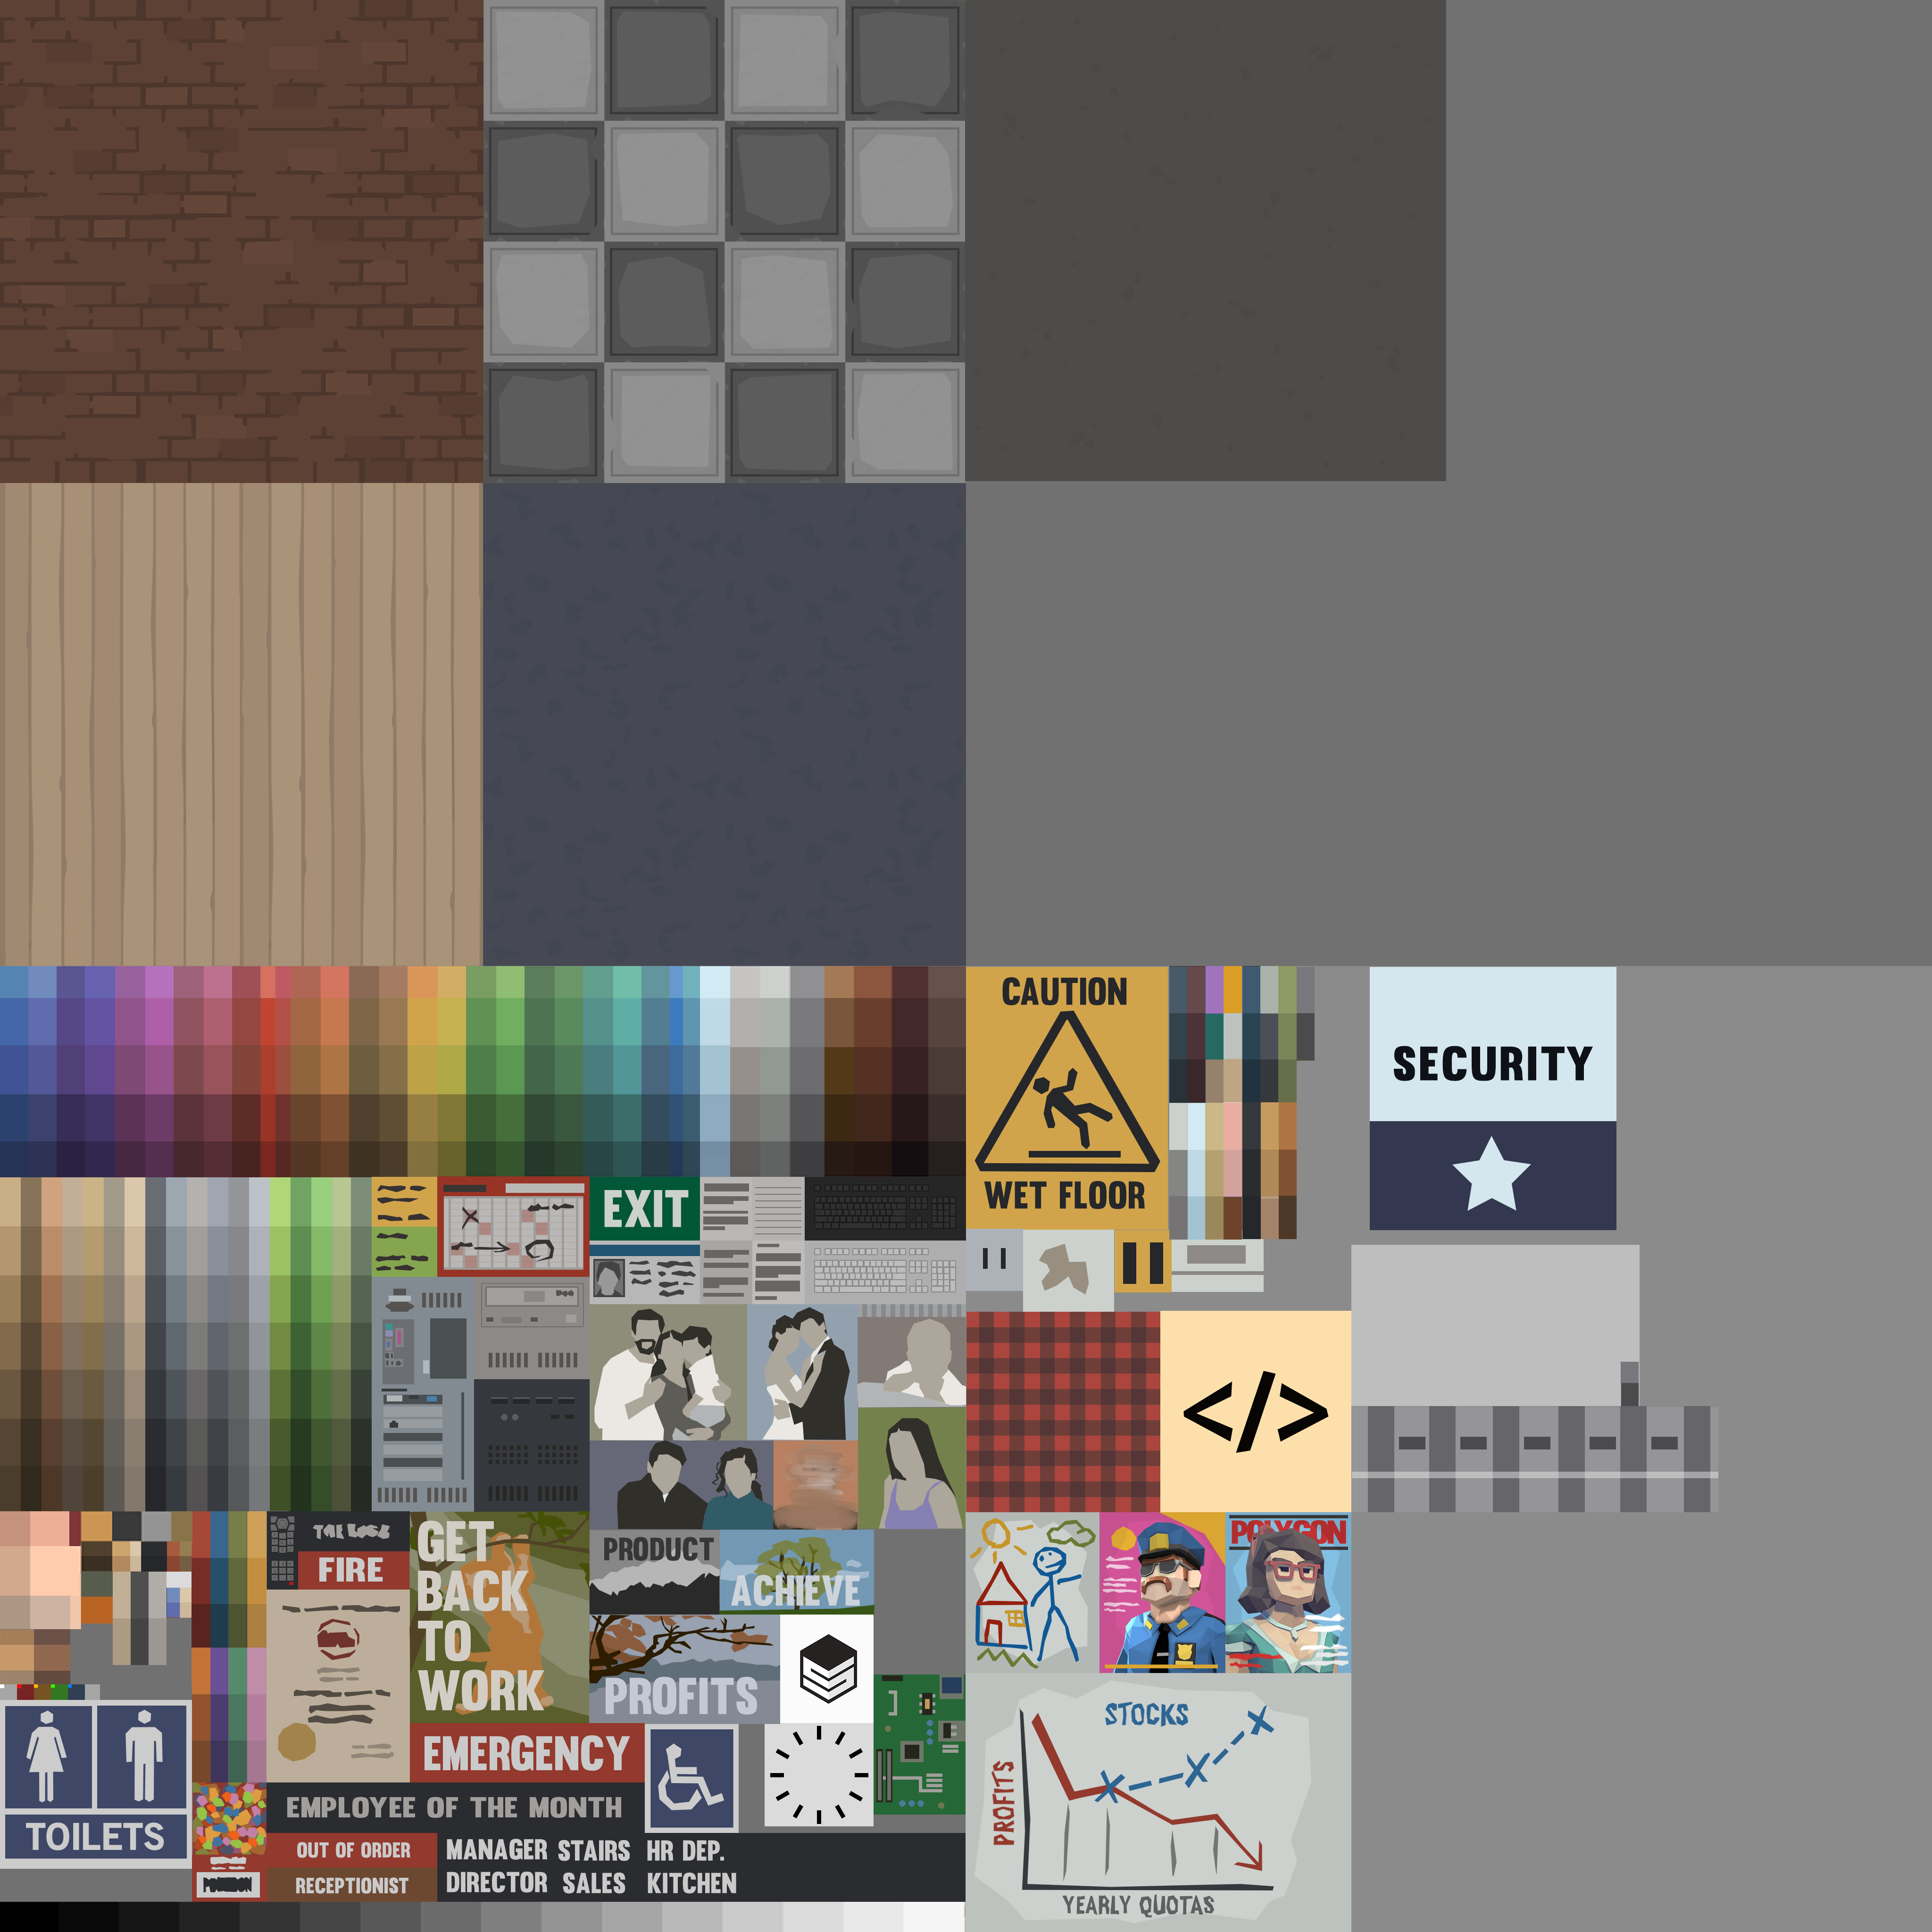 CAUTION
WET FLOOR
SECURITY
EXIT
</>
FIRE
GET
BACK
TO
WORK
PRODUCT
ACHIEVE
PROFITS
POLYGON
EMERGENCY
TOILETS
EMPLOYEE OF THE MONTH
OUT OF ORDER
RECEPTIONIST
MANAGER STAIRS HR DEP.
DIRECTOR SALES KITCHEN
STOCKS
PROFITS
YEARLY QUOTAS